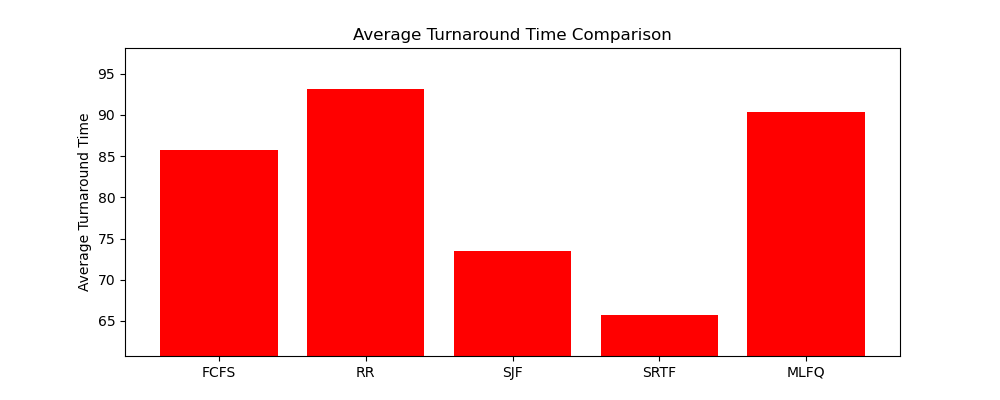 Average Turnaround Time Comparison
Average Turnaround Time
95
90
85
80
75
70
65
FCFS RR SJF SRTF MLFQ